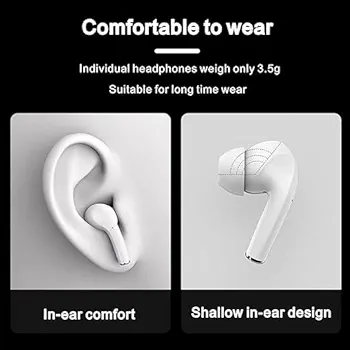 Comfortable to wear
Individual headphones weigh only 3.5g
Suitable for long time wear
In-ear comfort
Shallow in-ear design